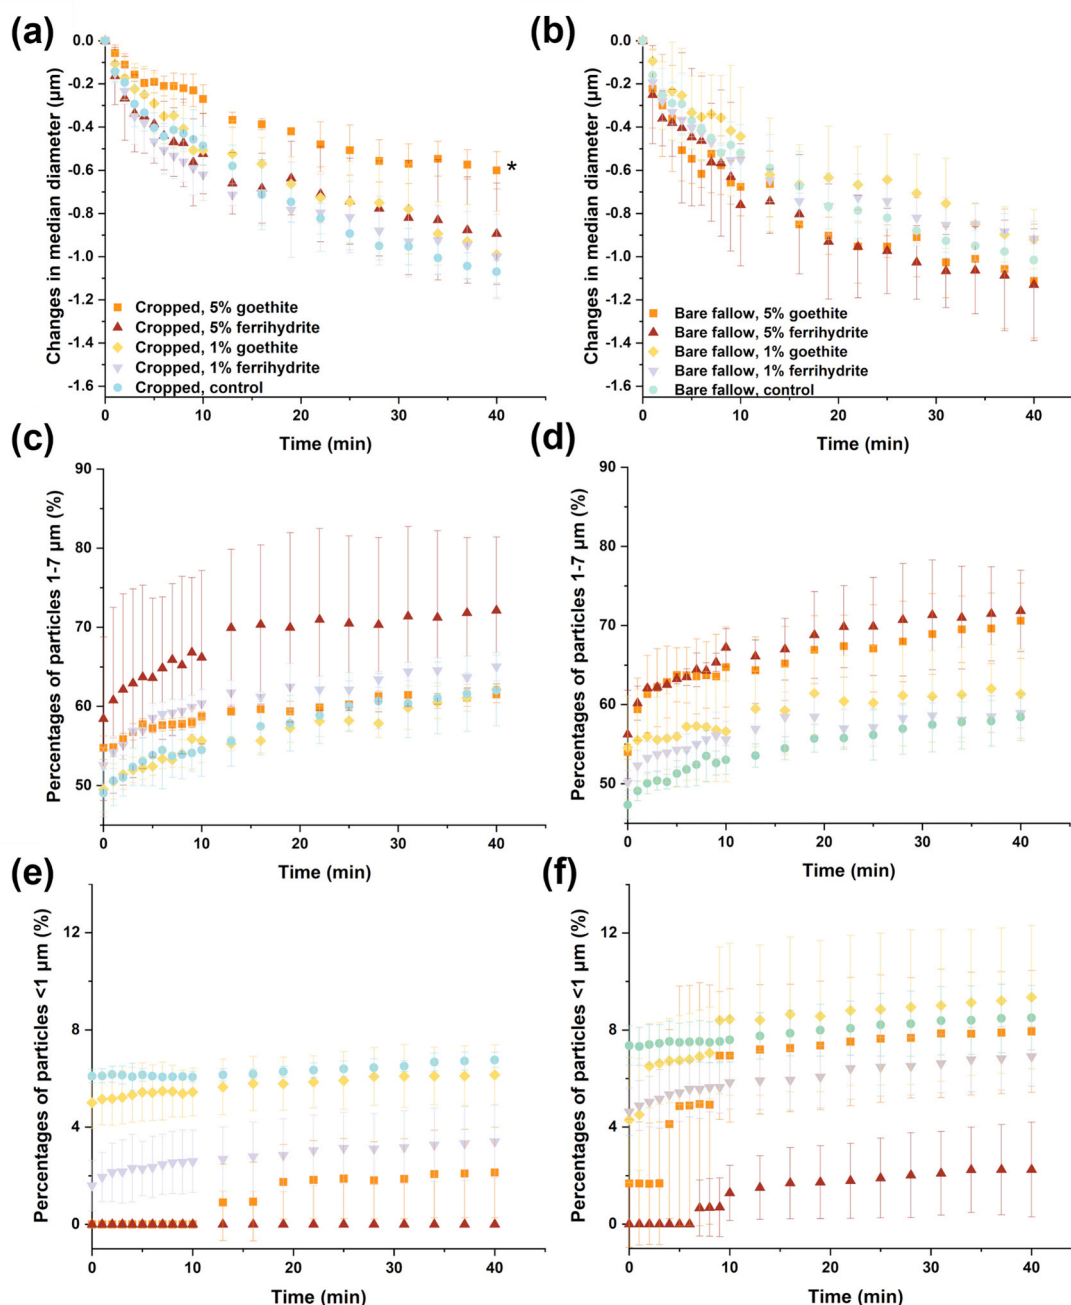 (a)
Changes in median diameter (μm)
0.0
-0.2
-0.4
-0.6
-0.8
-1.0
-1.2
-1.4
-1.6
*
Cropped, 5% goethite
Cropped, 5% ferrihydrite
Cropped, 1% goethite
Cropped, 1% ferrihydrite
Cropped, control
0 10 20 30 40
Time (min)
(b)
Changes in median diameter (μm)
0.0
-0.2
-0.4
-0.6
-0.8
-1.0
-1.2
-1.4
-1.6
Bare fallow, 5% goethite
Bare fallow, 5% ferrihydrite
Bare fallow, 1% goethite
Bare fallow, 1% ferrihydrite
Bare fallow, control
0 10 20 30 40
Time (min)
(c)
Percentages of particles 1-7 μm (%)
90
80
70
60
50
0 10 20 30 40
Time (min)
(d)
Percentages of particles 1-7 μm (%)
90
80
70
60
50
0 10 20 30 40
Time (min)
(e)
Percentages of particles <1 μm (%)
12
8
4
0
0 10 20 30 40
Time (min)
(f)
Percentages of particles <1 μm (%)
12
8
4
0
0 10 20 30 40
Time (min)